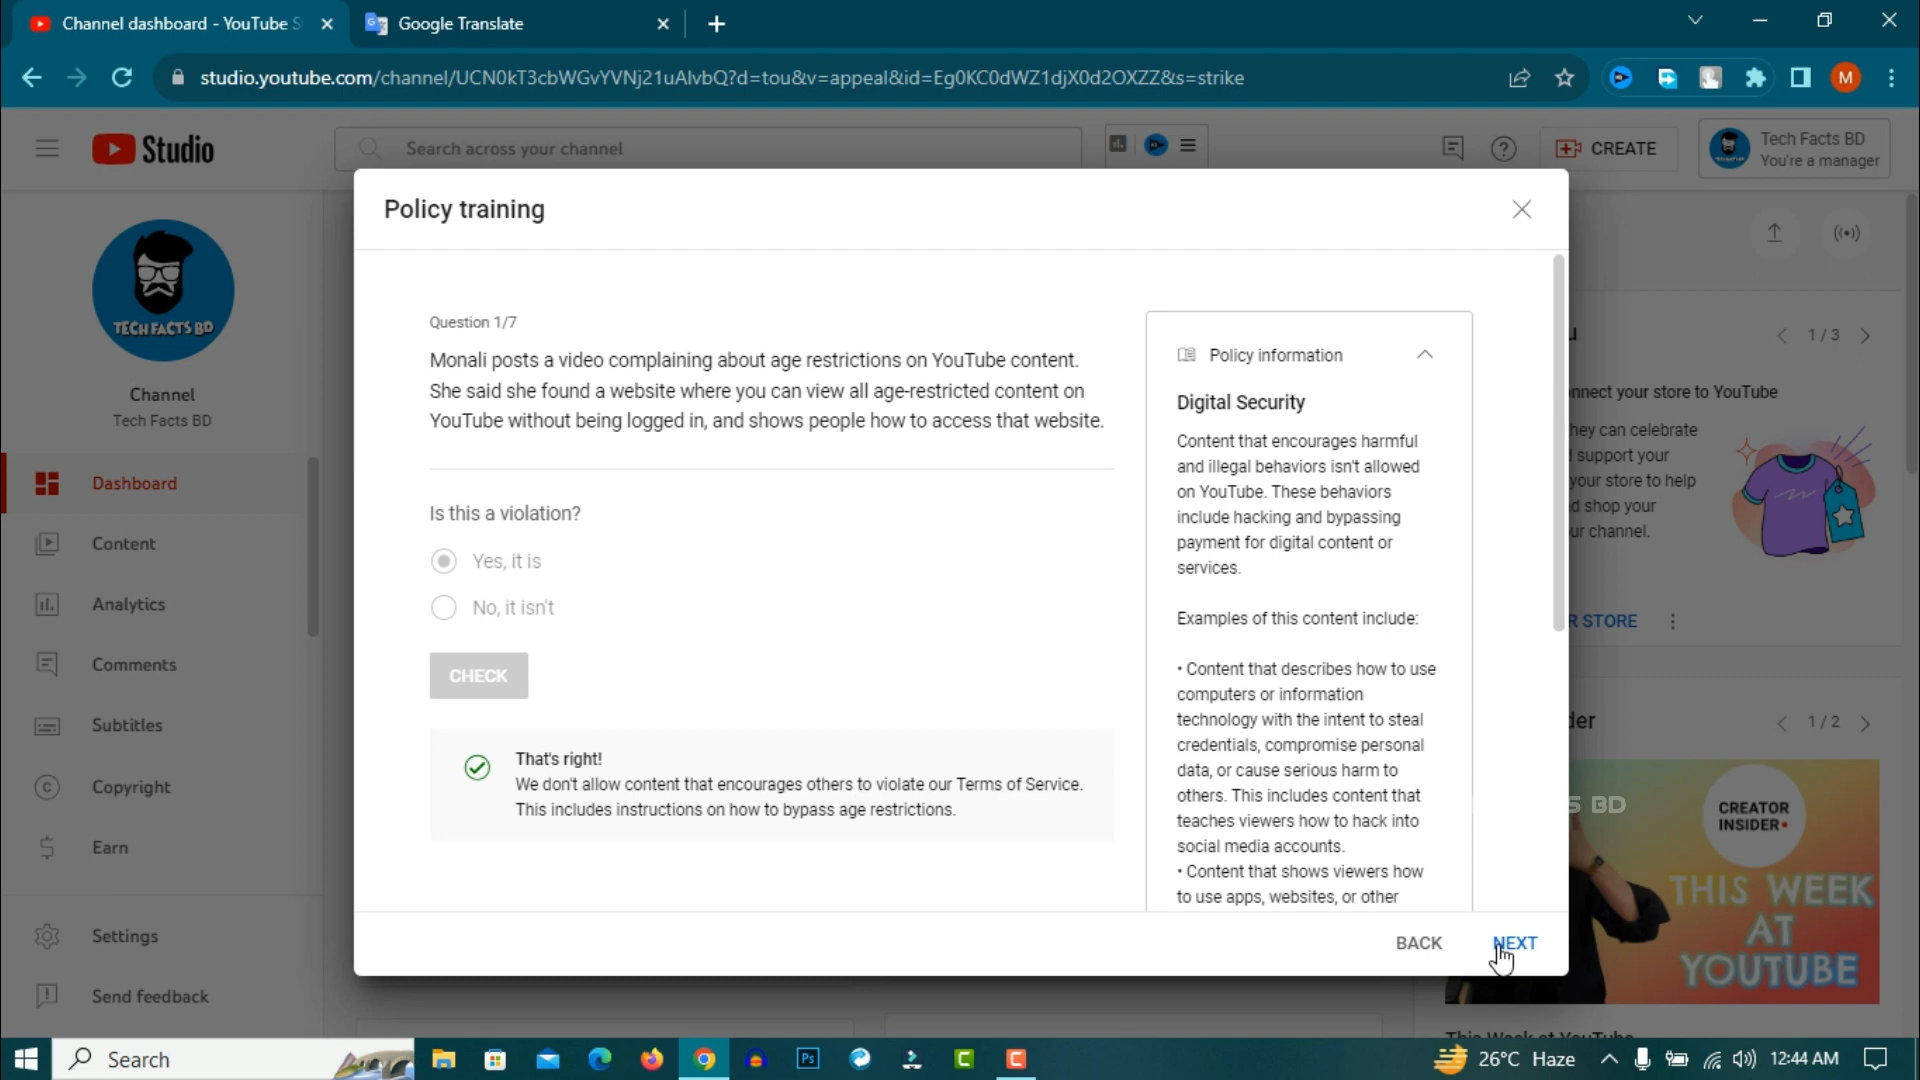 Channel dashboard - YouTube S
Google Translate
studio.youtube.com/channel/UCN0kT3cbWGvYVNj21uAlvbQ?d=tou&v=appeal&id=Eg0KC0dWZ1djX0d2OXZZ&s=strike
M
Studio
Search across your channel
CREATE
Tech Facts BD
You're a manager
Policy training
TECH FACTS BD
Channel
Tech Facts BD
Dashboard
Content
Analytics
Comments
Subtitles
Copyright
Earn
Settings
Send feedback
Question 1/7
Monali posts a video complaining about age restrictions on YouTube content.
She said she found a website where you can view all age-restricted content on
YouTube without being logged in, and shows people how to access that website.
Is this a violation?
Yes, it is
No, it isn't
CHECK
That's right!
We don't allow content that encourages others to violate our Terms of Service.
This includes instructions on how to bypass age restrictions.
Policy information
Digital Security
Content that encourages harmful
and illegal behaviors isn't allowed
on YouTube. These behaviors
include hacking and bypassing
payment for digital content or
services.
Examples of this content include:
• Content that describes how to use
computers or information
technology with the intent to steal
credentials, compromise personal
data, or cause serious harm to
others. This includes content that
teaches viewers how to hack into
social media accounts.
• Content that shows viewers how
to use apps, websites, or other
BACK
NEXT
u
1 / 3
nnect your store to YouTube
hey can celebrate
support your
your store to help
d shop your
ur channel.
R STORE
der
1 / 2
S BD
CREATOR
INSIDER
THIS WEEK
AT
YOUTUBE
This Week at YouTube
Search
Ps
C
C
26°C Haze
12:44 AM